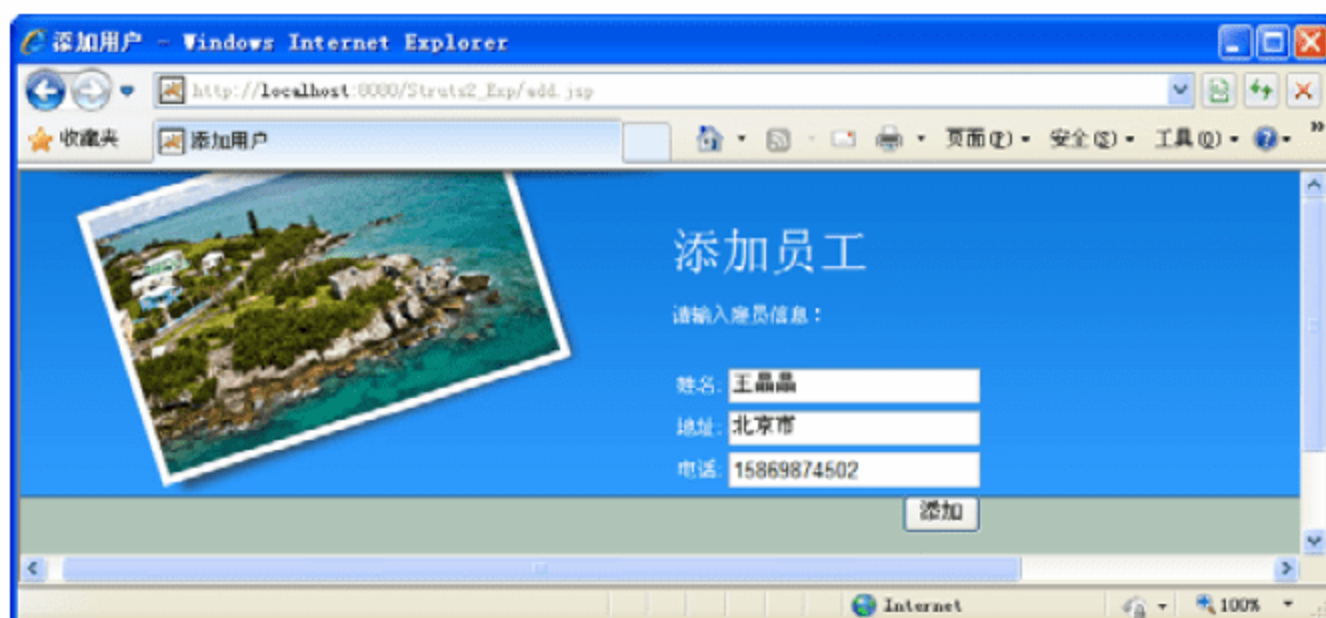 添加用户 - Windows Internet Explorer
http://localhost:8080/Struts2_Exp/add.jsp
收藏夹
添加用户
页面(P)
安全(S)
工具(O)
添加员工
请输入雇员信息：
姓名:
王晶晶
地址:
北京市
电话:
15869874502
添加
Internet
100%